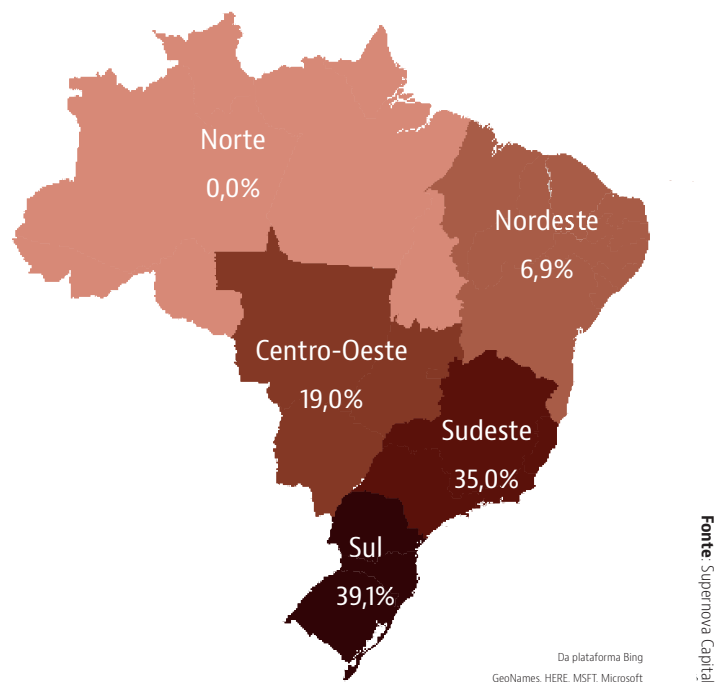 Norte
0,0%
Nordeste
6,9%
Centro-Oeste
19,0%
Sudeste
35,0%
Sul
39,1%
Da plataforma Bing
GeoNames, HERE, MSFT, Microsoft
Fonte: Supernova Capital